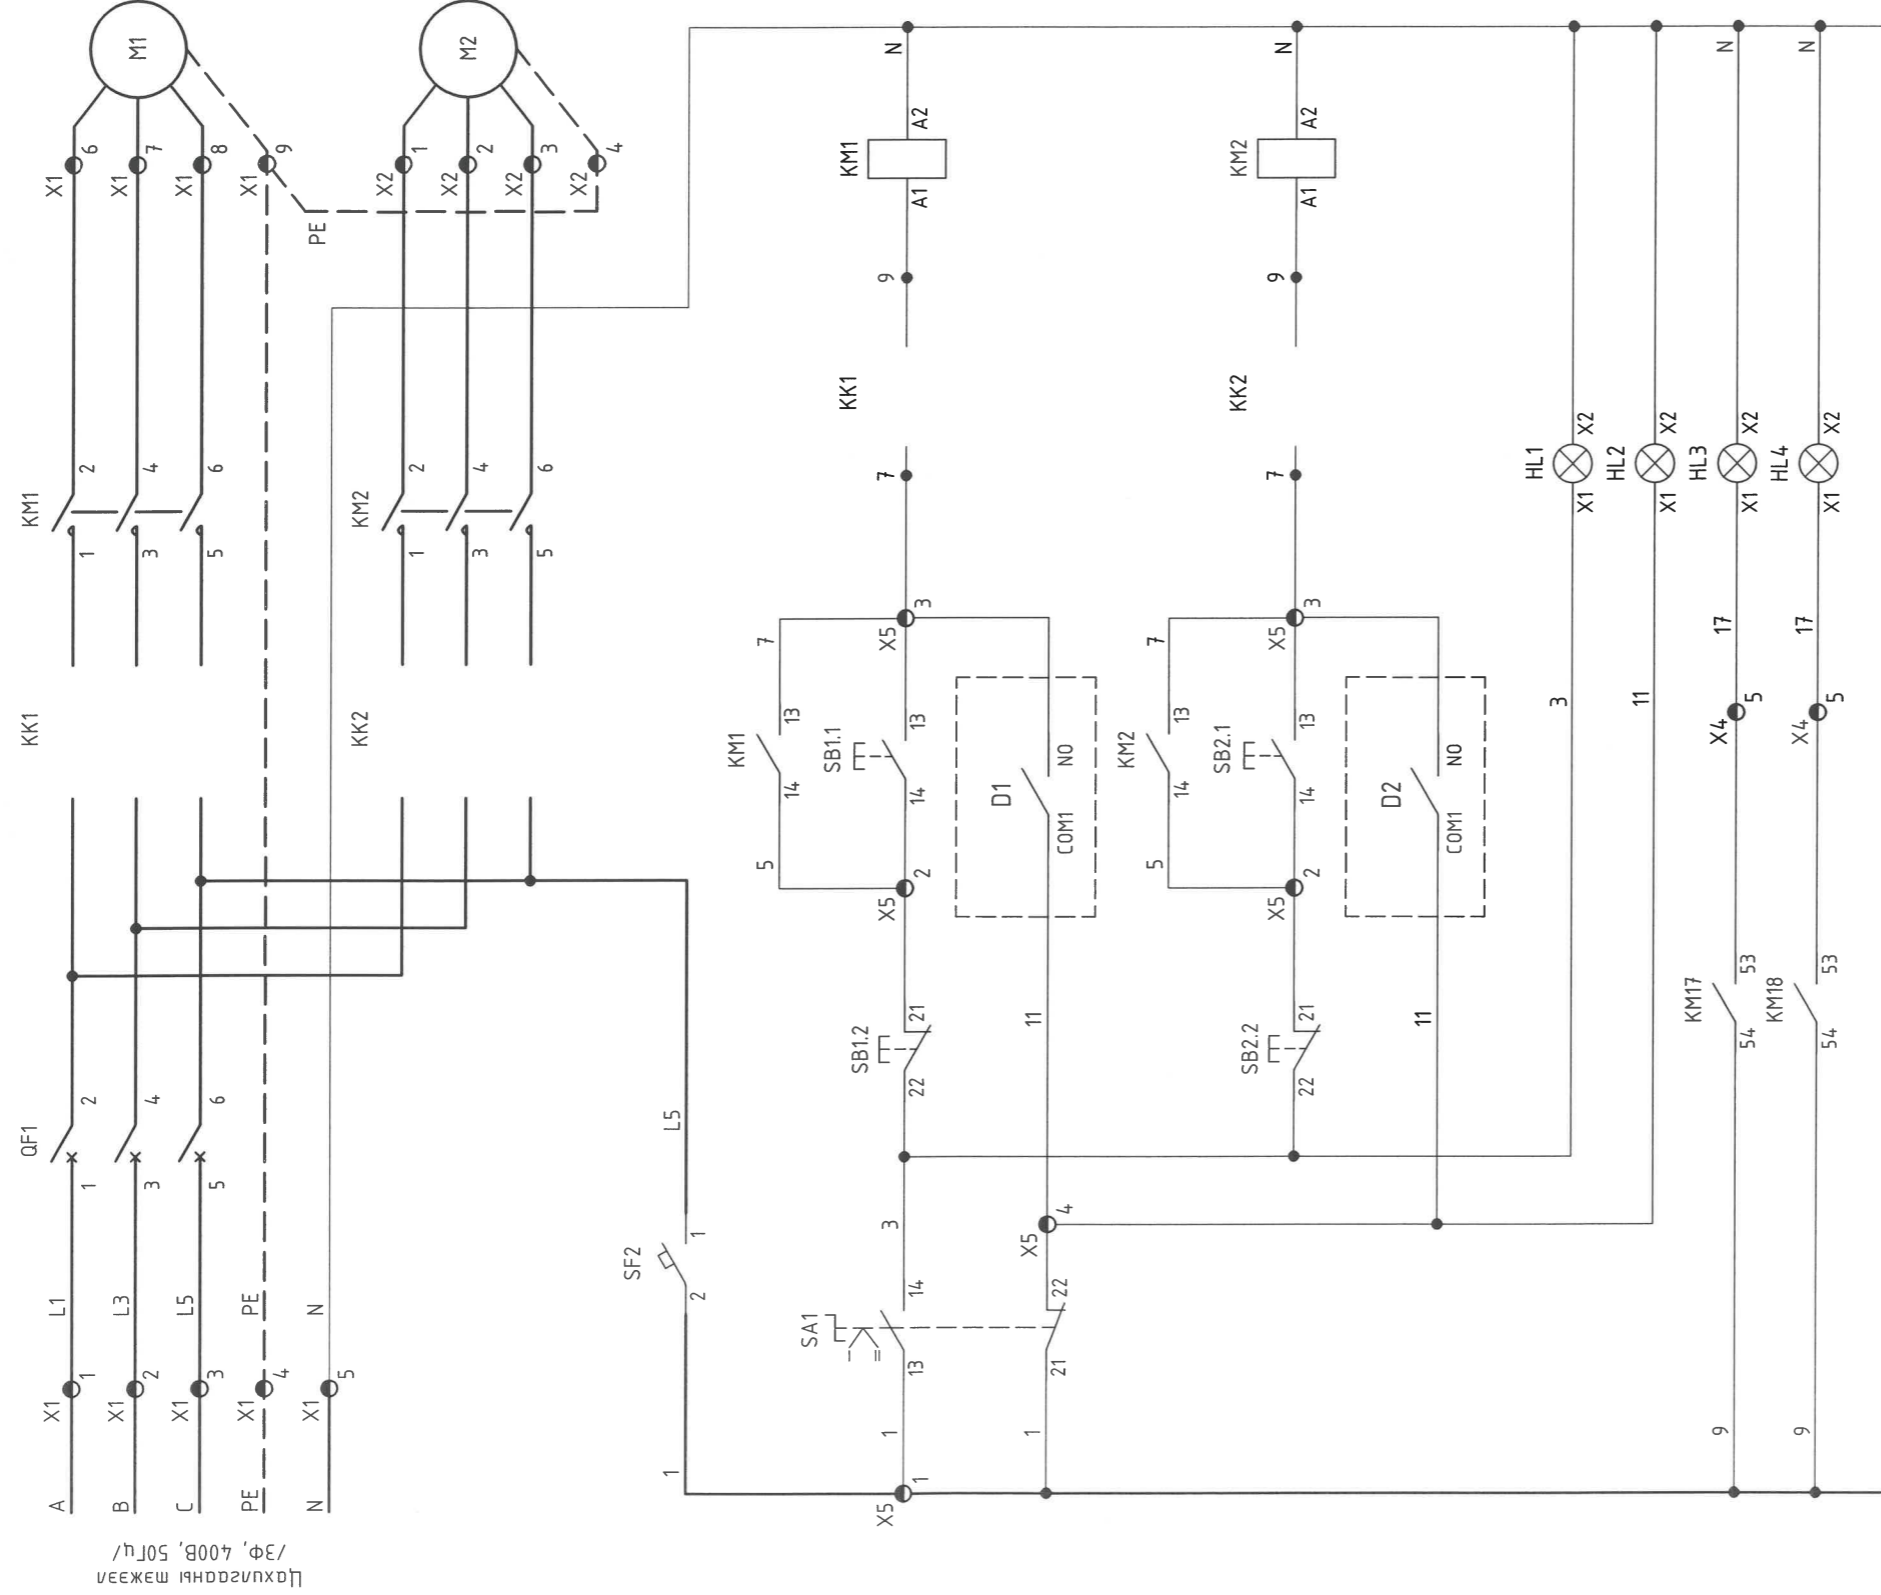 Цахилгааны тэжээл
/3Ф, 400В, 50Гц/
QF1 KK1 KM1
A X1 1 L1 1 2 1 2 X1 6
B X1 2 L3 3 4 3 4 X1 7 M1
C X1 3 L5 5 6 5 6 X1 8
PE X1 4 PE X1 9
N X1 5 N PE
KK2 KM2
1 2 X2 1
3 4 X2 2 M2
5 6 X2 3
X2 4
SF2
1 2 1 L5
KM1
5 14 13 7
SA1 SB1.2 SB1.1 KK1 KM1
I II
X5 1 1 13 14 3 22 21 X5 2 14 13 X5 3 7 9 A1 A2 N
D1
1 21 22 X5 4 11 COM1 NO
KM2
5 14 13 7
SB2.2 SB2.1 KK2 KM2
22 21 X5 2 14 13 X5 3 7 9 A1 A2 N
D2
11 COM1 NO
HL1
3 X1 X2
HL2
11 X1 X2
KM17 HL3
9 54 53 X4 5 17 X1 X2 N
KM18 HL4
9 54 53 X4 5 17 X1 X2 N